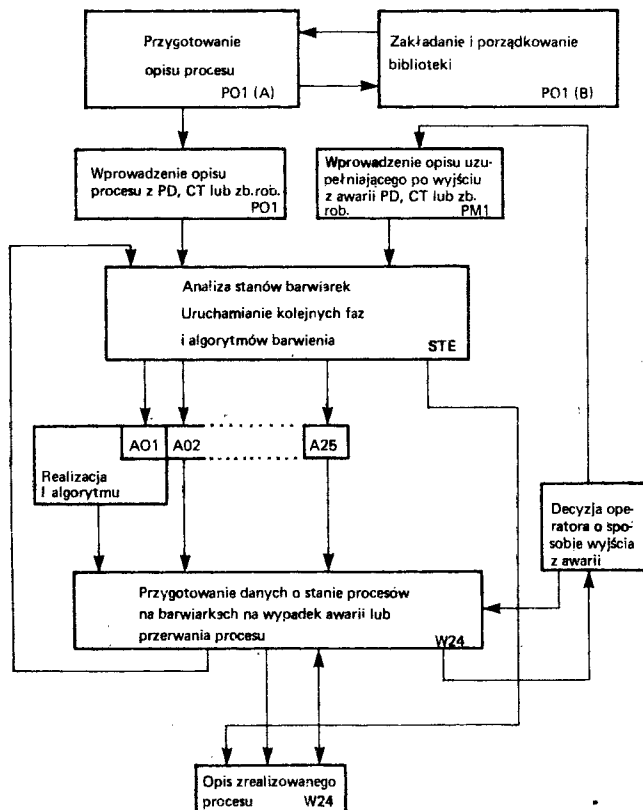 Przygotowanie
opisu procesu
PO1 (A)
Zakładanie i porządkowanie
biblioteki
PO1 (B)
Wprowadzenie opisu
procesu z PD, CT lub zb.rob.
PO1
Wprowadzenie opisu uzu-
pełniającego po wyjściu
z awarii PD, CT lub zb.
rob.
PM1
Analiza stanów barwiarek
Uruchamianie kolejnych faz
i algorytmów barwienia
STE
AO1
A02
A25
Realizacja
I algorytmu
Decyzja ope-
ratora o spo-
sobie wyjścia
z awarii
Przygotowanie danych o stanie procesów
na barwiarkach na wypadek awarii lub
przerwania procesu
W24
Opis zrealizowanego
procesu W24